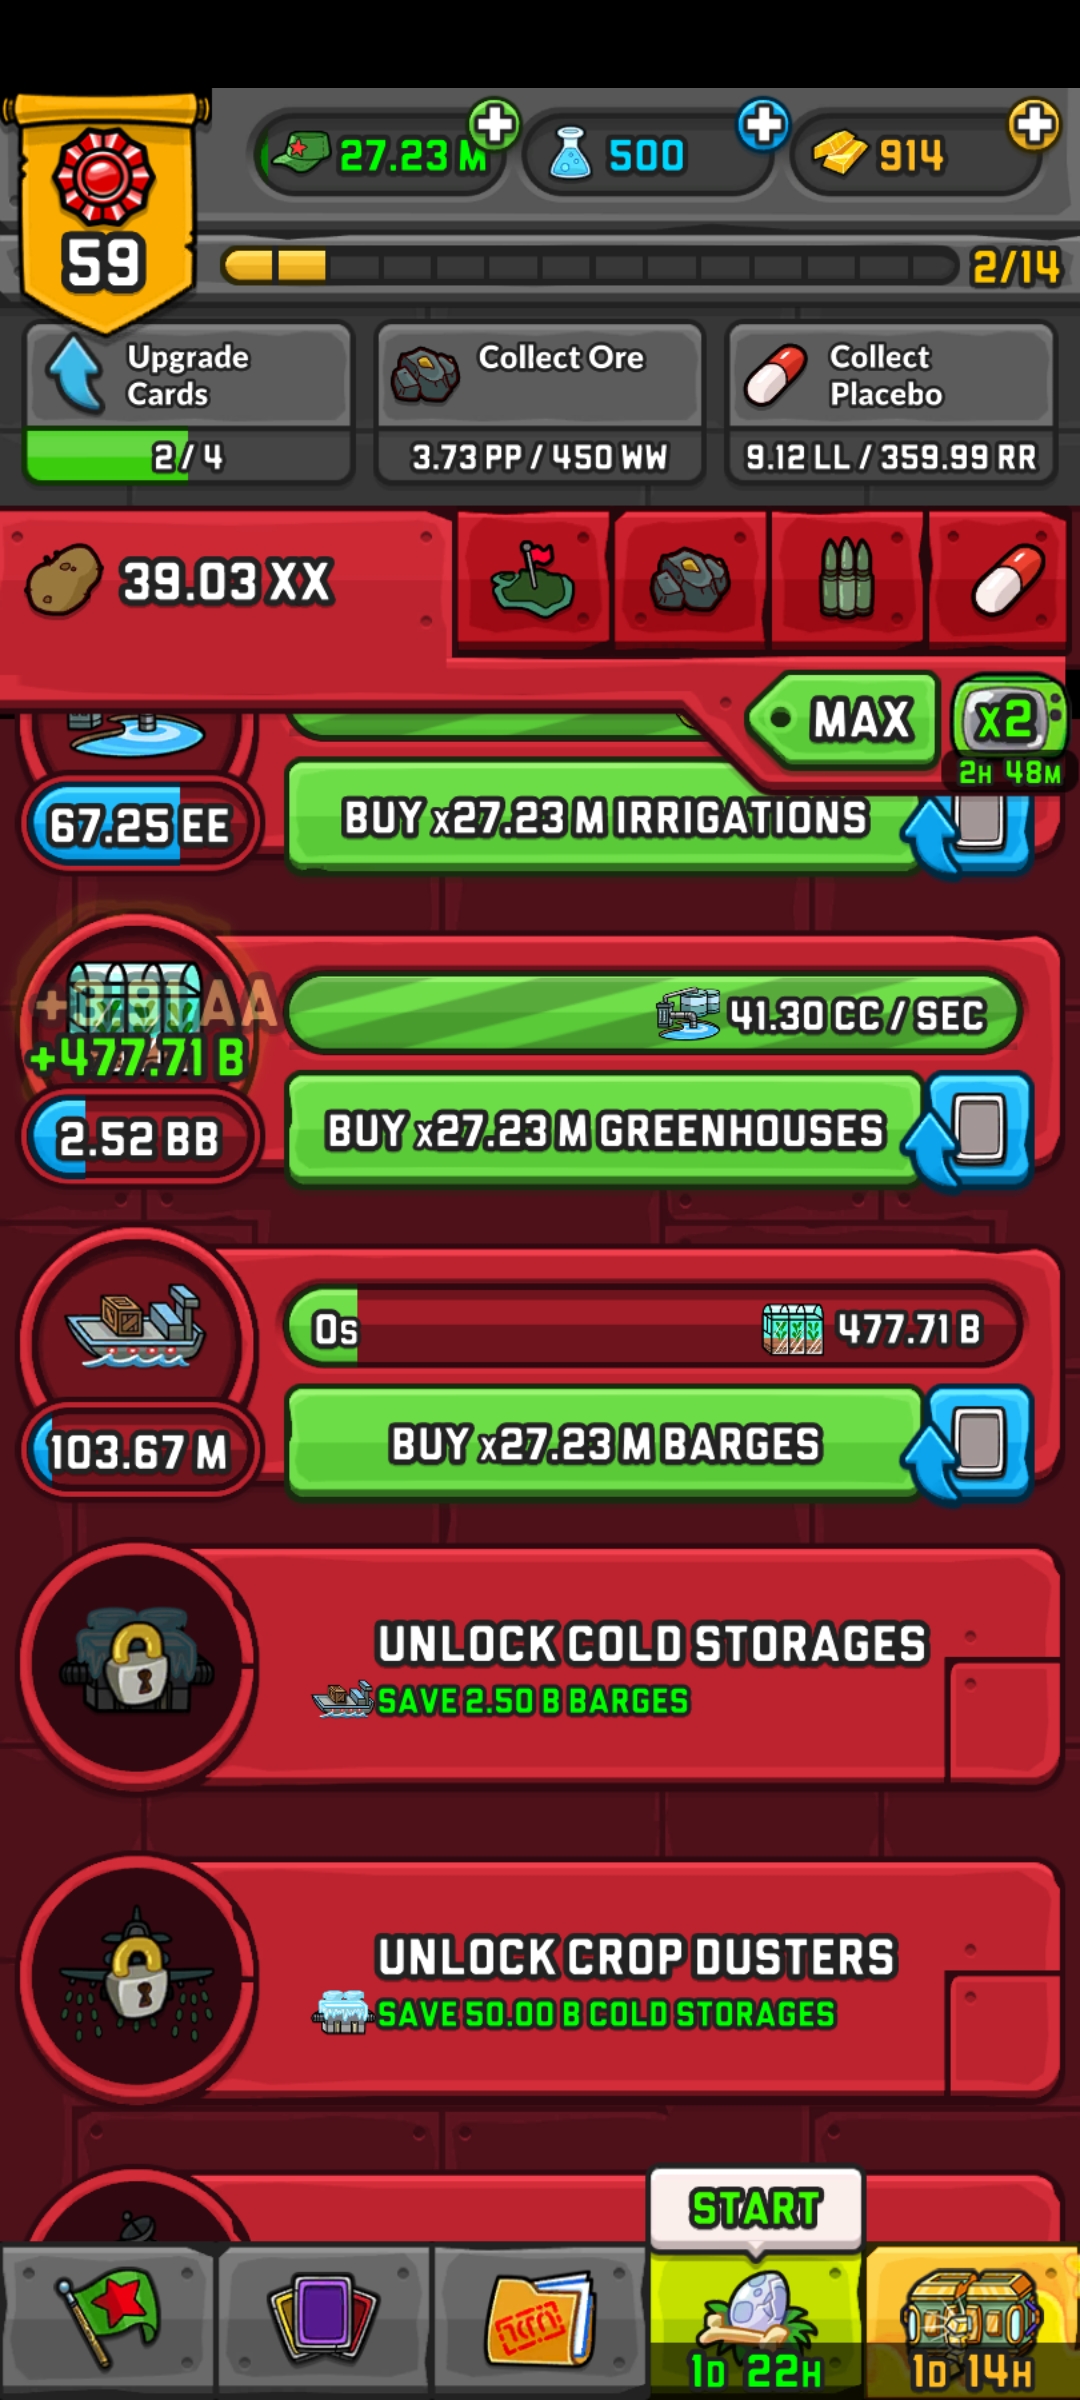 27.23 M
500
914
59
2/14
Upgrade
Cards
2/4
Collect Ore
3.73 PP / 450 WW
Collect
Placebo
9.12 LL / 359.99 RR
39.03 XX
MAX
x2
2H 48M
67.25 EE
BUY x27.23 M IRRIGATIONS
+3.91 AA
+477.71 B
41.30 CC / SEC
2.52 BB
BUY x27.23 M GREENHOUSES
0s
477.71 B
103.67 M
BUY x27.23 M BARGES
UNLOCK COLD STORAGES
SAVE 2.50 B BARGES
UNLOCK CROP DUSTERS
SAVE 50.00 B COLD STORAGES
START
1D 22H
1D 14H